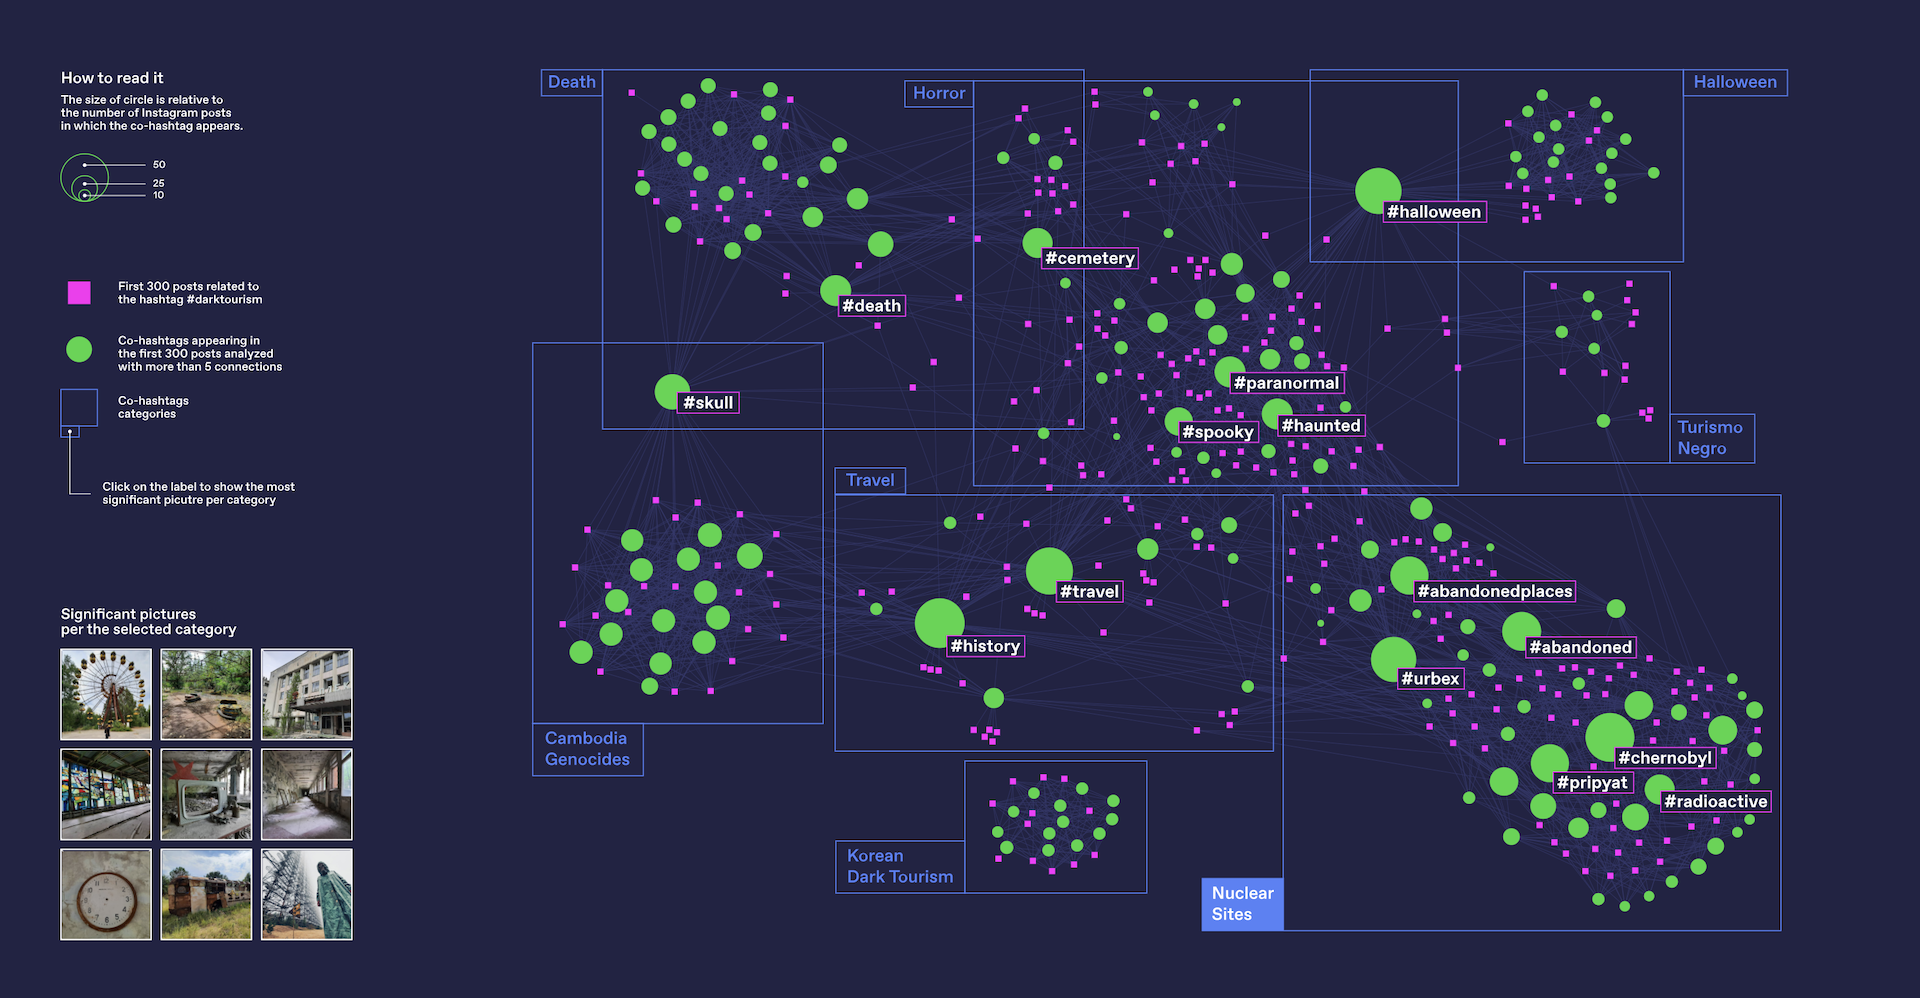 How to read it
The size of circle is relative to
the number of Instagram posts
in which the co-hashtag appears.
50
25
10
First 300 posts related to
the hashtag #darktourism
Co-hashtags appearing in
the first 300 posts analyzed
with more than 5 connections
Co-hashtags
categories
Click on the label to show the most
significant picutre per category
Significant pictures
per the selected category
Death
Horror
Halloween
#halloween
#cemetery
#death
#skull
#paranormal
#haunted
#spooky
Turismo
Negro
Travel
#travel
#history
#abandonedplaces
#abandoned
#urbex
#chernobyl
#pripyat
#radioactive
Cambodia
Genocides
Korean
Dark Tourism
Nuclear
Sites